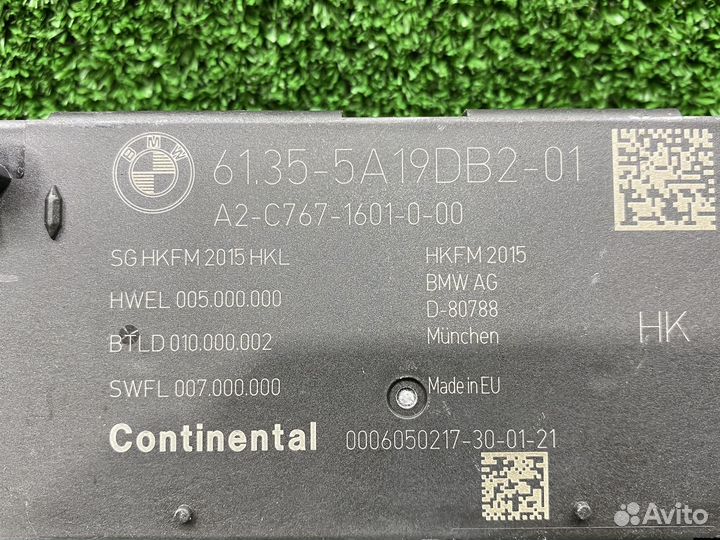 BMW
61.35-5A19DB2-01
A2-C767-1601-0-00
SG HKFM 2015 HKL
HWEL 005.000.000
BTLD 010.000.002
SWFL 007.000.000
HKFM 2015
BMW AG
D-80788
München
Made in EU
HK
Continental 0006050217-30-01-21
Avito